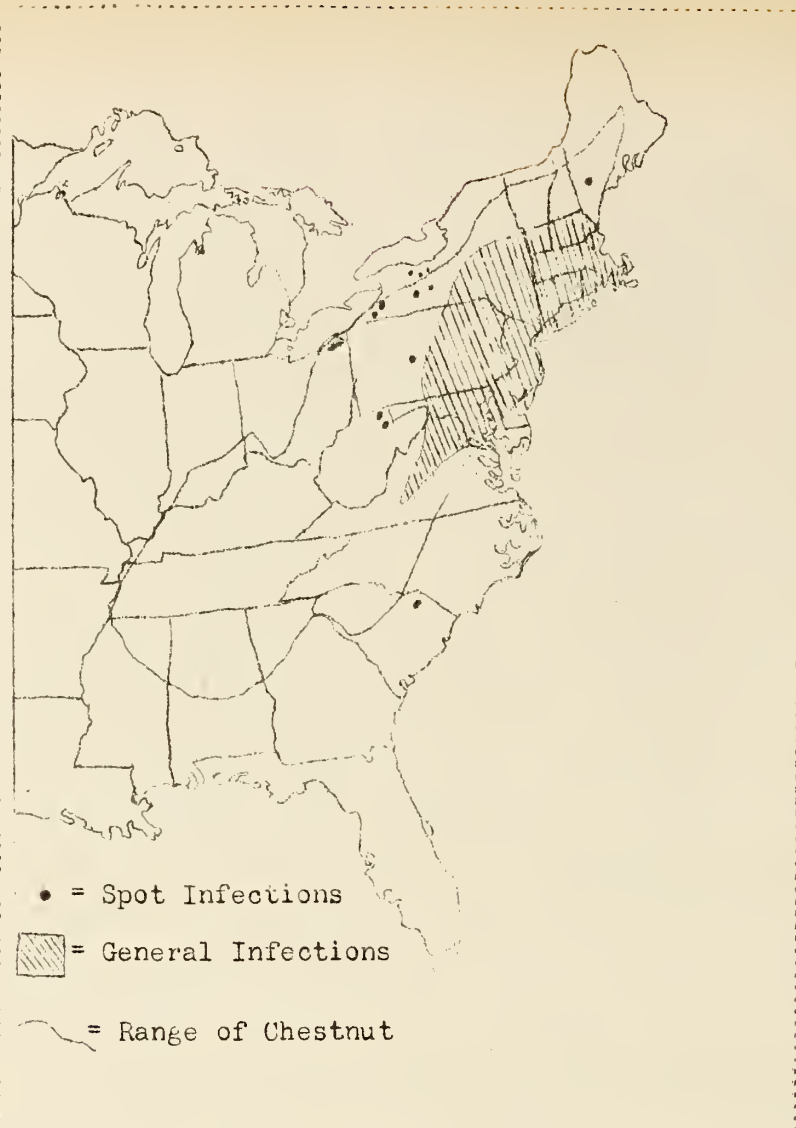 = Spot Infections
= General Infections
= Range of Chestnut